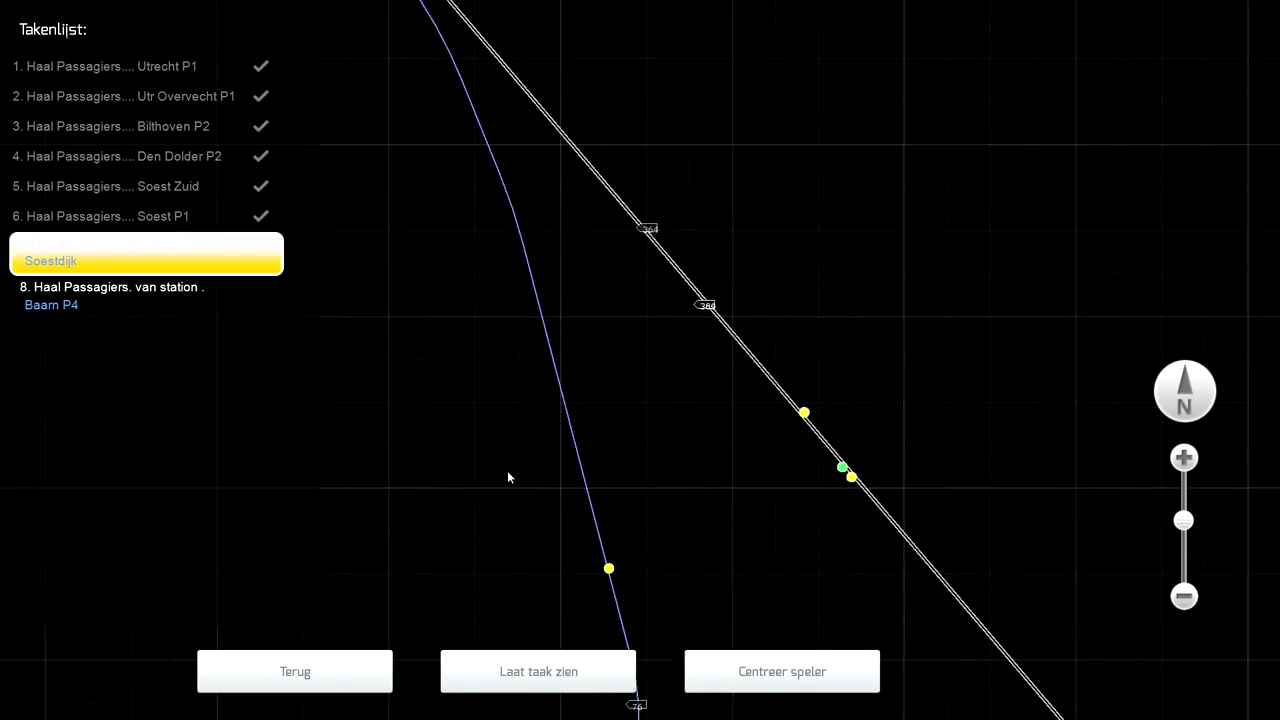 Takenlijst:
1. Haal Passagiers.... Utrecht P1
2. Haal Passagiers.... Utr Overvecht P1
3. Haal Passagiers.... Bilthoven P2
4. Haal Passagiers.... Den Dolder P2
5. Haal Passagiers.... Soest Zuid
6. Haal Passagiers.... Soest P1
Soestdijk
8. Haal Passagiers. van station .
Baarn P4
364
N
Terug
Laat taak zien
Centreer speler
76